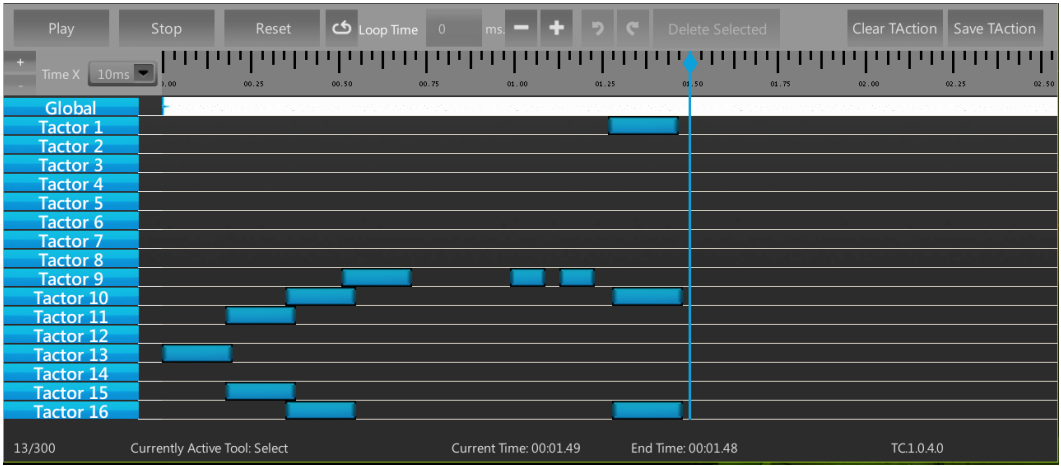 Play Stop Reset Loop Time 0 ms. Delete Selected Clear TAction Save TAction
+ Time X 10ms
-
0.00 00.25 00.50 00.75 01.00 01.25 01.50 01.75 02.00 02.25 02.50
Global
Tactor 1
Tactor 2
Tactor 3
Tactor 4
Tactor 5
Tactor 6
Tactor 7
Tactor 8
Tactor 9
Tactor 10
Tactor 11
Tactor 12
Tactor 13
Tactor 14
Tactor 15
Tactor 16
13/300 Currently Active Tool: Select Current Time: 00:01.49 End Time: 00:01.48 TC.1.0.4.0